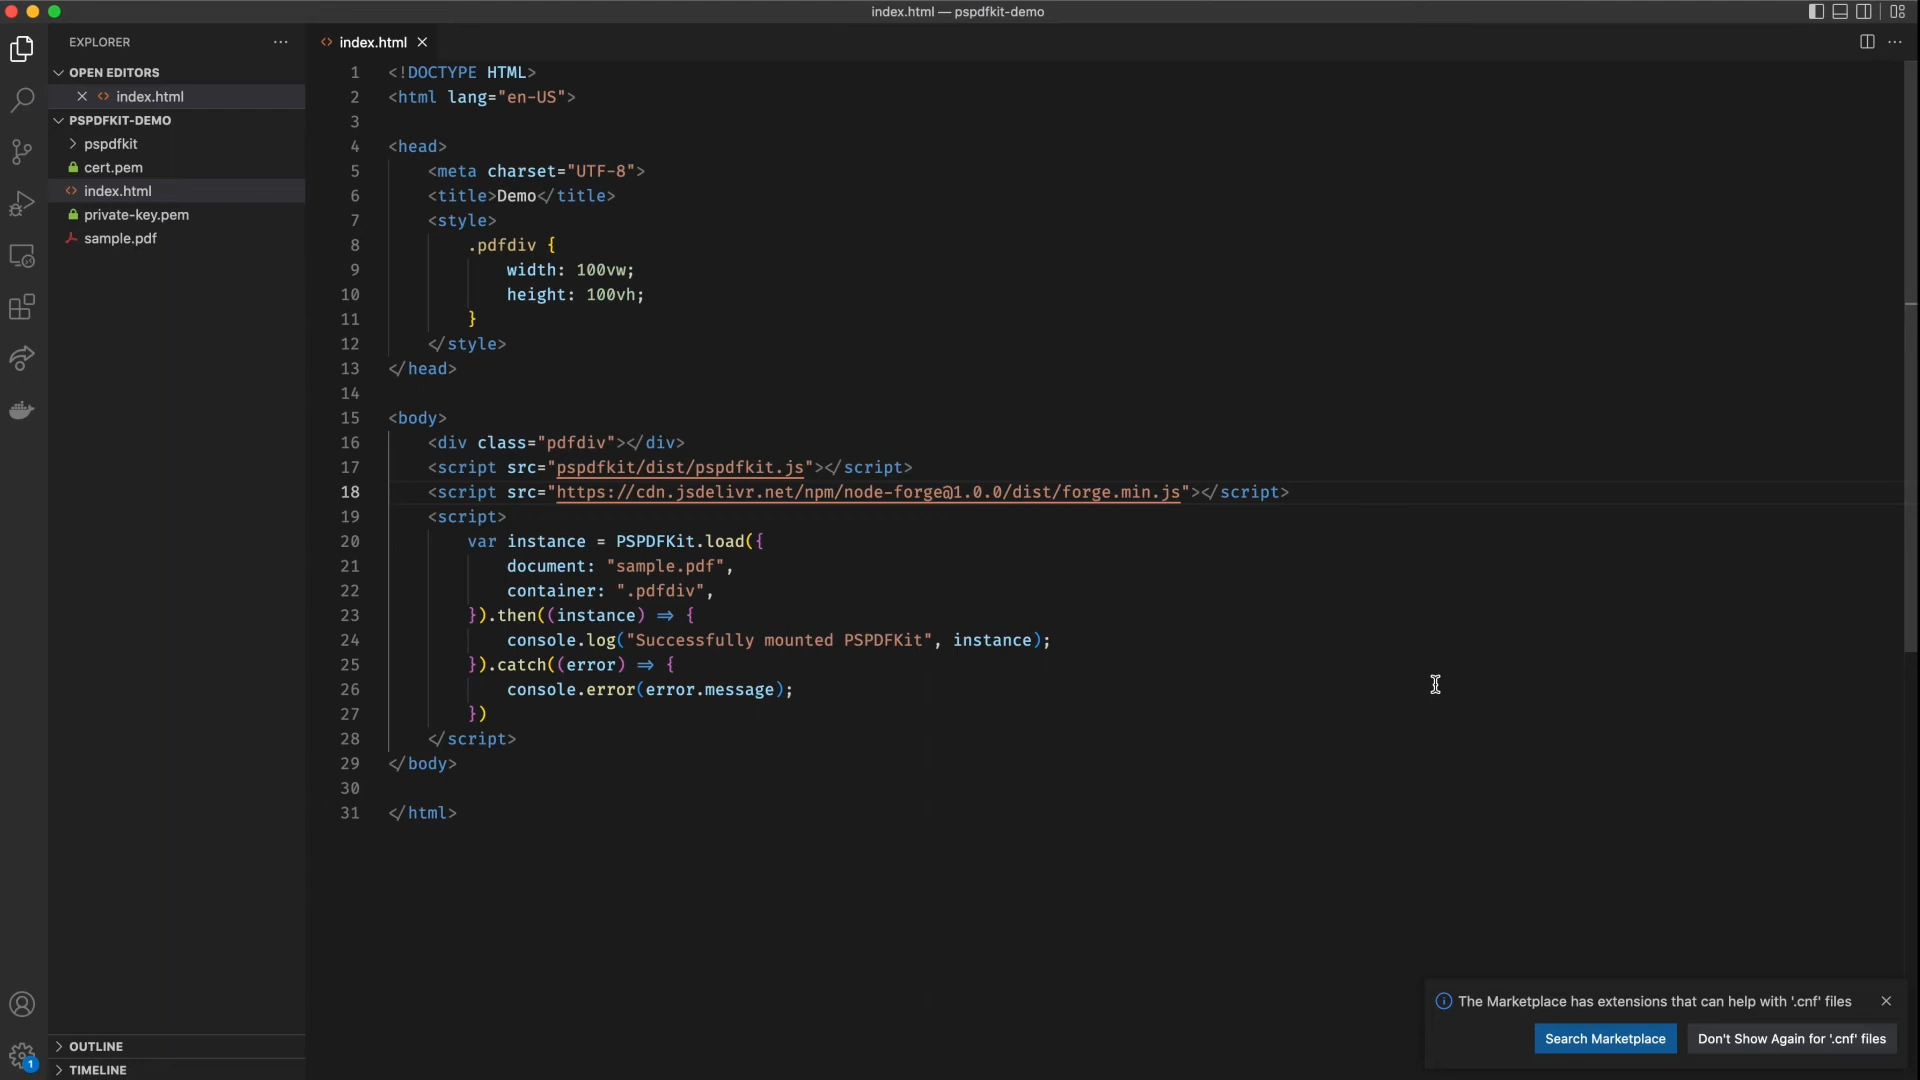 index.html — pspdfkit-demo
EXPLORER
OPEN EDITORS
index.html
PSPDFKIT-DEMO
pspdfkit
cert.pem
index.html
private-key.pem
sample.pdf
OUTLINE
TIMELINE
1
index.html
1 <!DOCTYPE HTML>
2 <html lang="en-US">
3
4 <head>
5 <meta charset="UTF-8">
6 <title>Demo</title>
7 <style>
8 .pdfdiv {
9 width: 100vw;
10 height: 100vh;
11 }
12 </style>
13 </head>
14
15 <body>
16 <div class="pdfdiv"></div>
17 <script src="pspdfkit/dist/pspdfkit.js"></script>
18 <script src="https://cdn.jsdelivr.net/npm/node-forge@1.0.0/dist/forge.min.js"></script>
19 <script>
20 var instance = PSPDFKit.load({
21 document: "sample.pdf",
22 container: ".pdfdiv",
23 }).then((instance) => {
24 console.log("Successfully mounted PSPDFKit", instance);
25 }).catch((error) => {
26 console.error(error.message);
27 })
28 </script>
29 </body>
30
31 </html>
The Marketplace has extensions that can help with '.cnf' files
Search Marketplace
Don't Show Again for '.cnf' files